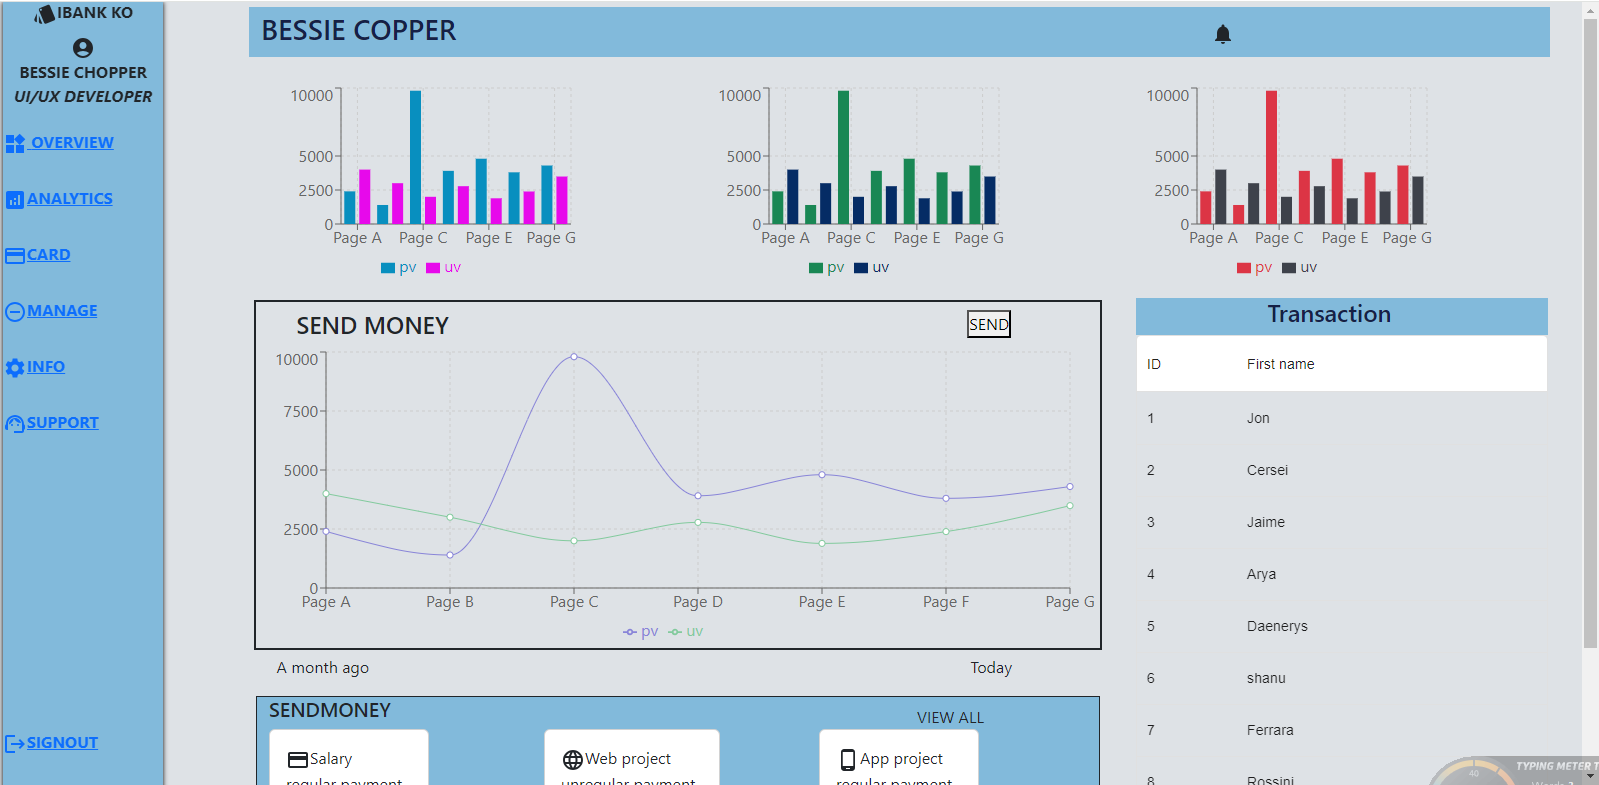 IBANK KO
BESSIE CHOPPER
UI/UX DEVELOPER
OVERVIEW
ANALYTICS
CARD
MANAGE
INFO
SUPPORT
SIGNOUT
BESSIE COPPER
10000
5000
2500
0
Page A Page C Page E Page G
pv uv
10000
5000
2500
0
Page A Page C Page E Page G
pv uv
10000
5000
2500
0
Page A Page C Page E Page G
pv uv
SEND MONEY SEND
10000
7500
5000
2500
0
Page A Page B Page C Page D Page E Page F Page G
pv uv
A month ago Today
SENDMONEY VIEW ALL
Salary
regular payment
Web project
unregular payment
App project
regular payment
Transaction
ID First name
1 Jon
2 Cersei
3 Jaime
4 Arya
5 Daenerys
6 shanu
7 Ferrara
8 Rossini
TYPING METER T
40